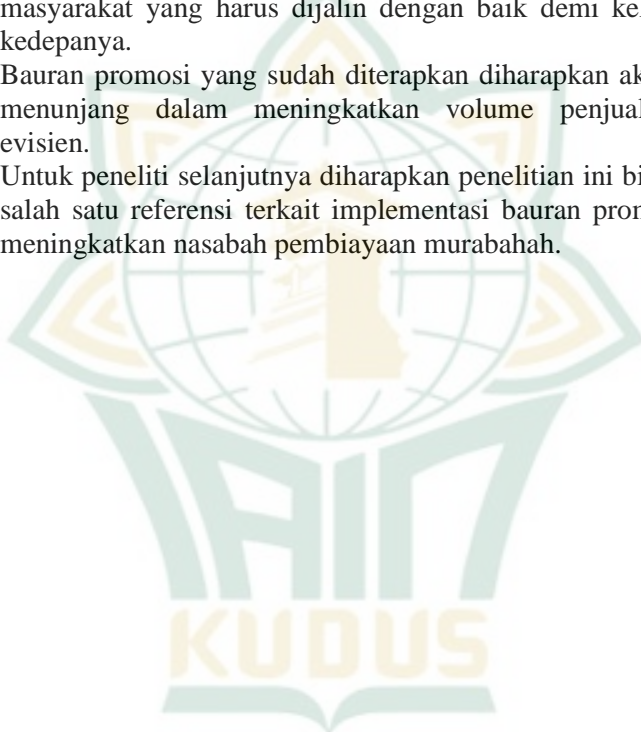 masyarakat yang harus dijalin dengan baik demi ke
kedepanya.
Bauran promosi yang sudah diterapkan diharapkan ak
menunjang dalam meningkatkan volume penjual
evisien.
Untuk peneliti selanjutnya diharapkan penelitian ini bi
salah satu referensi terkait implementasi bauran pro
meningkatkan nasabah pembiayaan murabahah.
IAIN
KUDUS